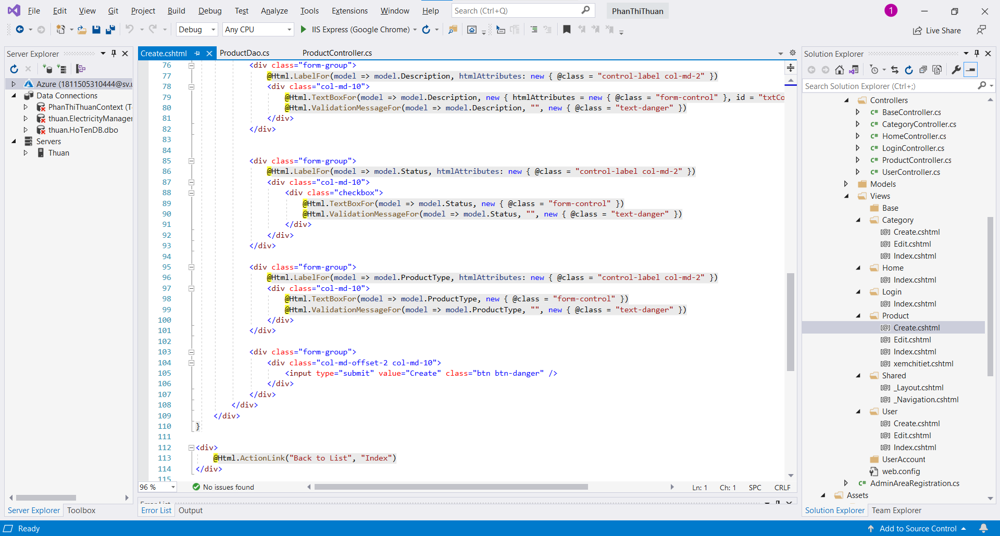 File Edit View Git Project Build Debug Test Analyze Tools Extensions Window Help Search (Ctrl+Q) PhanThiThuan 1
Debug Any CPU IIS Express (Google Chrome) Live Share
Server Explorer
Azure (1811505310444@sv.u
Data Connections
PhanThiThuanContext (T
thuan.ElectricityManager
thuan.HoTenDB.dbo
Servers
Thuan
Server Explorer Toolbox
Create.cshtml ProductDao.cs ProductController.cs
76 <div class="form-group">
77 @Html.LabelFor(model => model.Description, htmlAttributes: new { @class = "control-label col-md-2" })
78 <div class="col-md-10">
79 @Html.TextBoxFor(model => model.Description, new { htmlAttributes = new { @class = "form-control" }, id = "txtCo
80 @Html.ValidationMessageFor(model => model.Description, "", new { @class = "text-danger" })
81 </div>
82 </div>
83
84
85 <div class="form-group">
86 @Html.LabelFor(model => model.Status, htmlAttributes: new { @class = "control-label col-md-2" })
87 <div class="col-md-10">
88 <div class="checkbox">
89 @Html.TextBoxFor(model => model.Status, new { @class = "form-control" })
90 @Html.ValidationMessageFor(model => model.Status, "", new { @class = "text-danger" })
91 </div>
92 </div>
93 </div>
94
95 <div class="form-group">
96 @Html.LabelFor(model => model.ProductType, htmlAttributes: new { @class = "control-label col-md-2" })
97 <div class="col-md-10">
98 @Html.TextBoxFor(model => model.ProductType, new { @class = "form-control" })
99 @Html.ValidationMessageFor(model => model.ProductType, "", new { @class = "text-danger" })
100 </div>
101 </div>
102
103 <div class="form-group">
104 <div class="col-md-offset-2 col-md-10">
105 <input type="submit" value="Create" class="btn btn-danger" />
106 </div>
107 </div>
108 </div>
109 </div>
110 }
111
112 <div>
113 @Html.ActionLink("Back to List", "Index")
114 </div>
115
96 % No issues found Ln: 1 Ch: 1 SPC CRLF
Error List
Error List Output
Solution Explorer
Search Solution Explorer (Ctrl+;)
Controllers
C# BaseController.cs
C# CategoryController.cs
C# HomeController.cs
C# LoginController.cs
C# ProductController.cs
C# UserController.cs
Models
Views
Base
Category
[@] Create.cshtml
[@] Edit.cshtml
[@] Index.cshtml
Home
[@] Index.cshtml
Login
[@] Index.cshtml
Product
[@] Create.cshtml
[@] Edit.cshtml
[@] Index.cshtml
[@] xemchitiet.cshtml
Shared
[@] _Layout.cshtml
[@] _Navigation.cshtml
User
[@] Create.cshtml
[@] Edit.cshtml
[@] Index.cshtml
UserAccount
web.config
C# AdminAreaRegistration.cs
Assets
Solution Explorer Team Explorer
Ready Add to Source Control